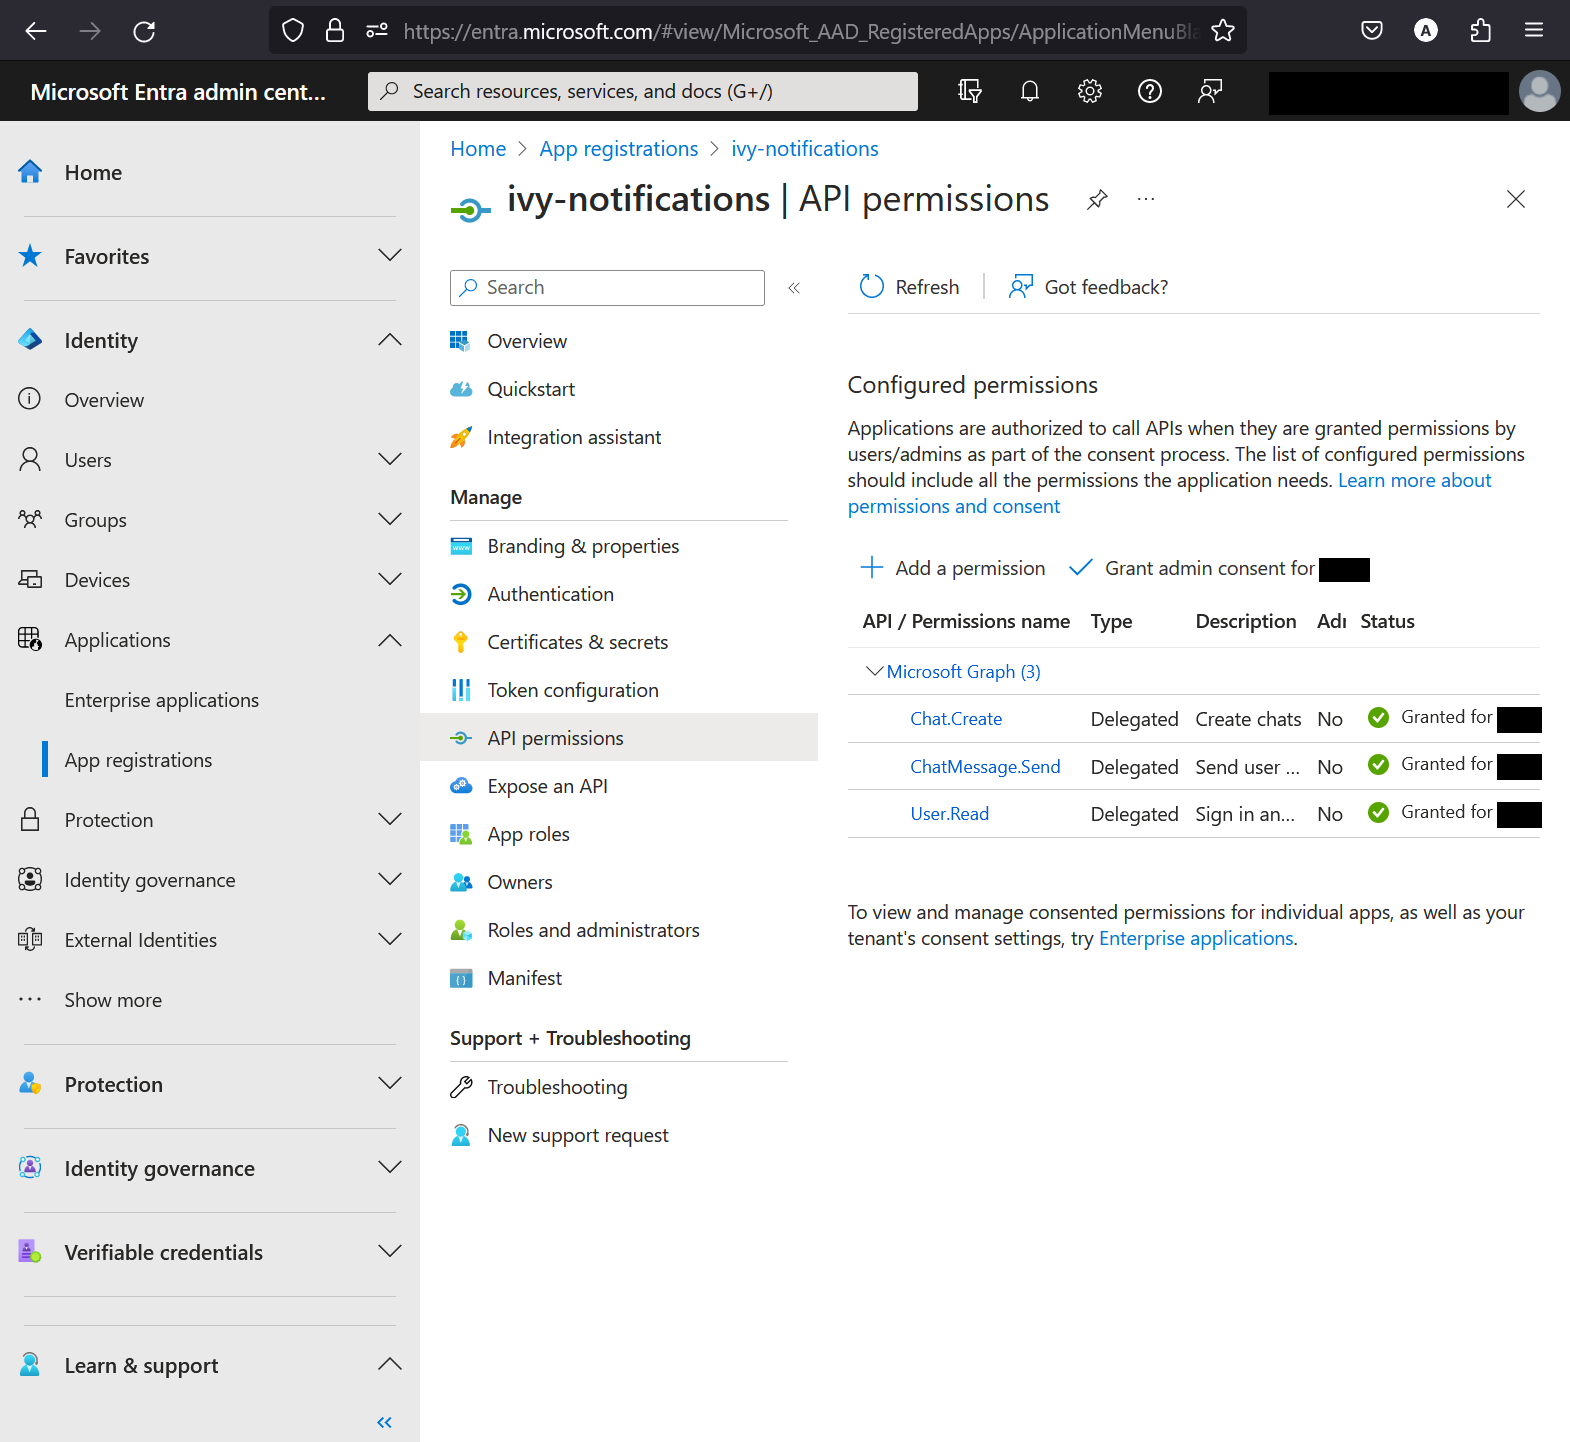 https://entra.microsoft.com/#view/Microsoft_AAD_RegisteredApps/ApplicationMenuBla
A
Microsoft Entra admin cent...
Search resources, services, and docs (G+/)
Home
Favorites
Identity
Overview
Users
Groups
Devices
Applications
Enterprise applications
App registrations
Protection
Identity governance
External Identities
Show more
Protection
Identity governance
Verifiable credentials
Learn & support
Home > App registrations > ivy-notifications
ivy-notifications | API permissions
Search
Overview
Quickstart
Integration assistant
Manage
Branding & properties
Authentication
Certificates & secrets
Token configuration
API permissions
Expose an API
App roles
Owners
Roles and administrators
Manifest
Support + Troubleshooting
Troubleshooting
New support request
Refresh
Got feedback?
Configured permissions
Applications are authorized to call APIs when they are granted permissions by
users/admins as part of the consent process. The list of configured permissions
should include all the permissions the application needs. Learn more about
permissions and consent
Add a permission
Grant admin consent for
API / Permissions name Type Description Adı Status
Microsoft Graph (3)
Chat.Create Delegated Create chats No Granted for
ChatMessage.Send Delegated Send user ... No Granted for
User.Read Delegated Sign in an... No Granted for
To view and manage consented permissions for individual apps, as well as your
tenant's consent settings, try Enterprise applications.